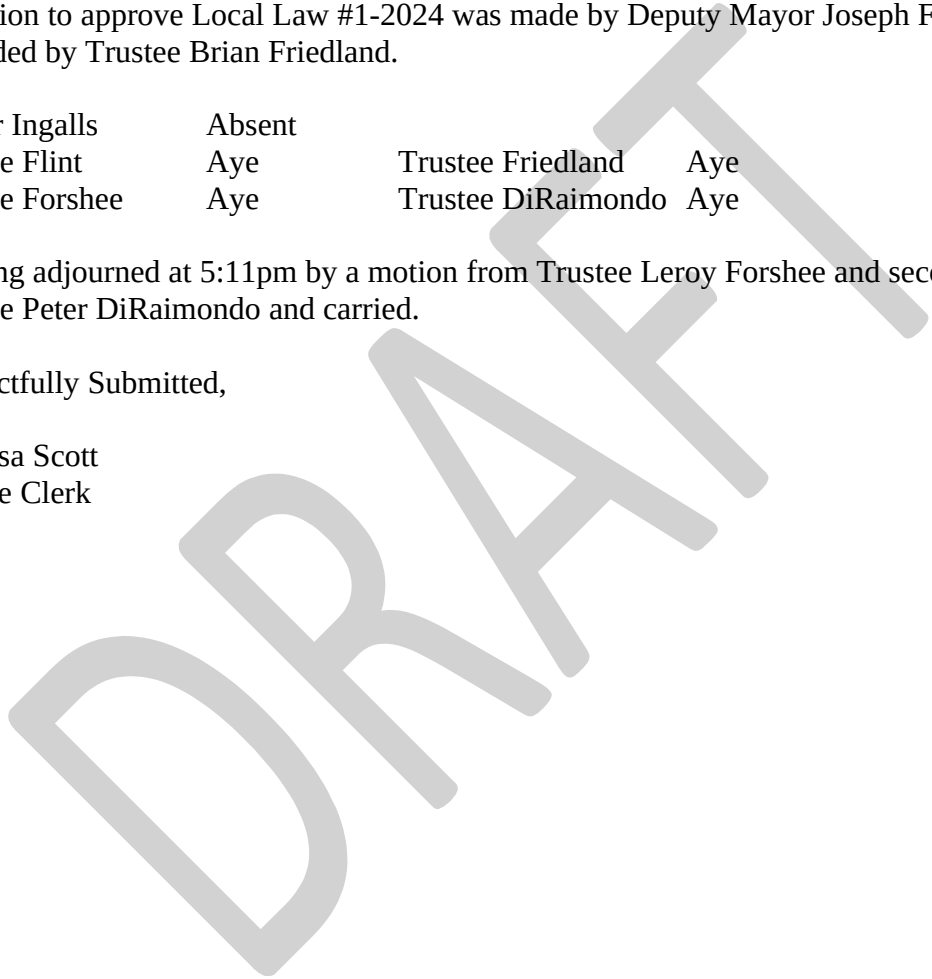 ion to approve Local Law #1-2024 was made by Deputy Mayor Joseph F
ded by Trustee Brian Friedland.
r Ingalls Absent
e Flint Aye Trustee Friedland Aye
e Forshee Aye Trustee DiRaimondo Aye
ng adjourned at 5:11pm by a motion from Trustee Leroy Forshee and seco
e Peter DiRaimondo and carried.
ctfully Submitted,
sa Scott
e Clerk
DRAFT